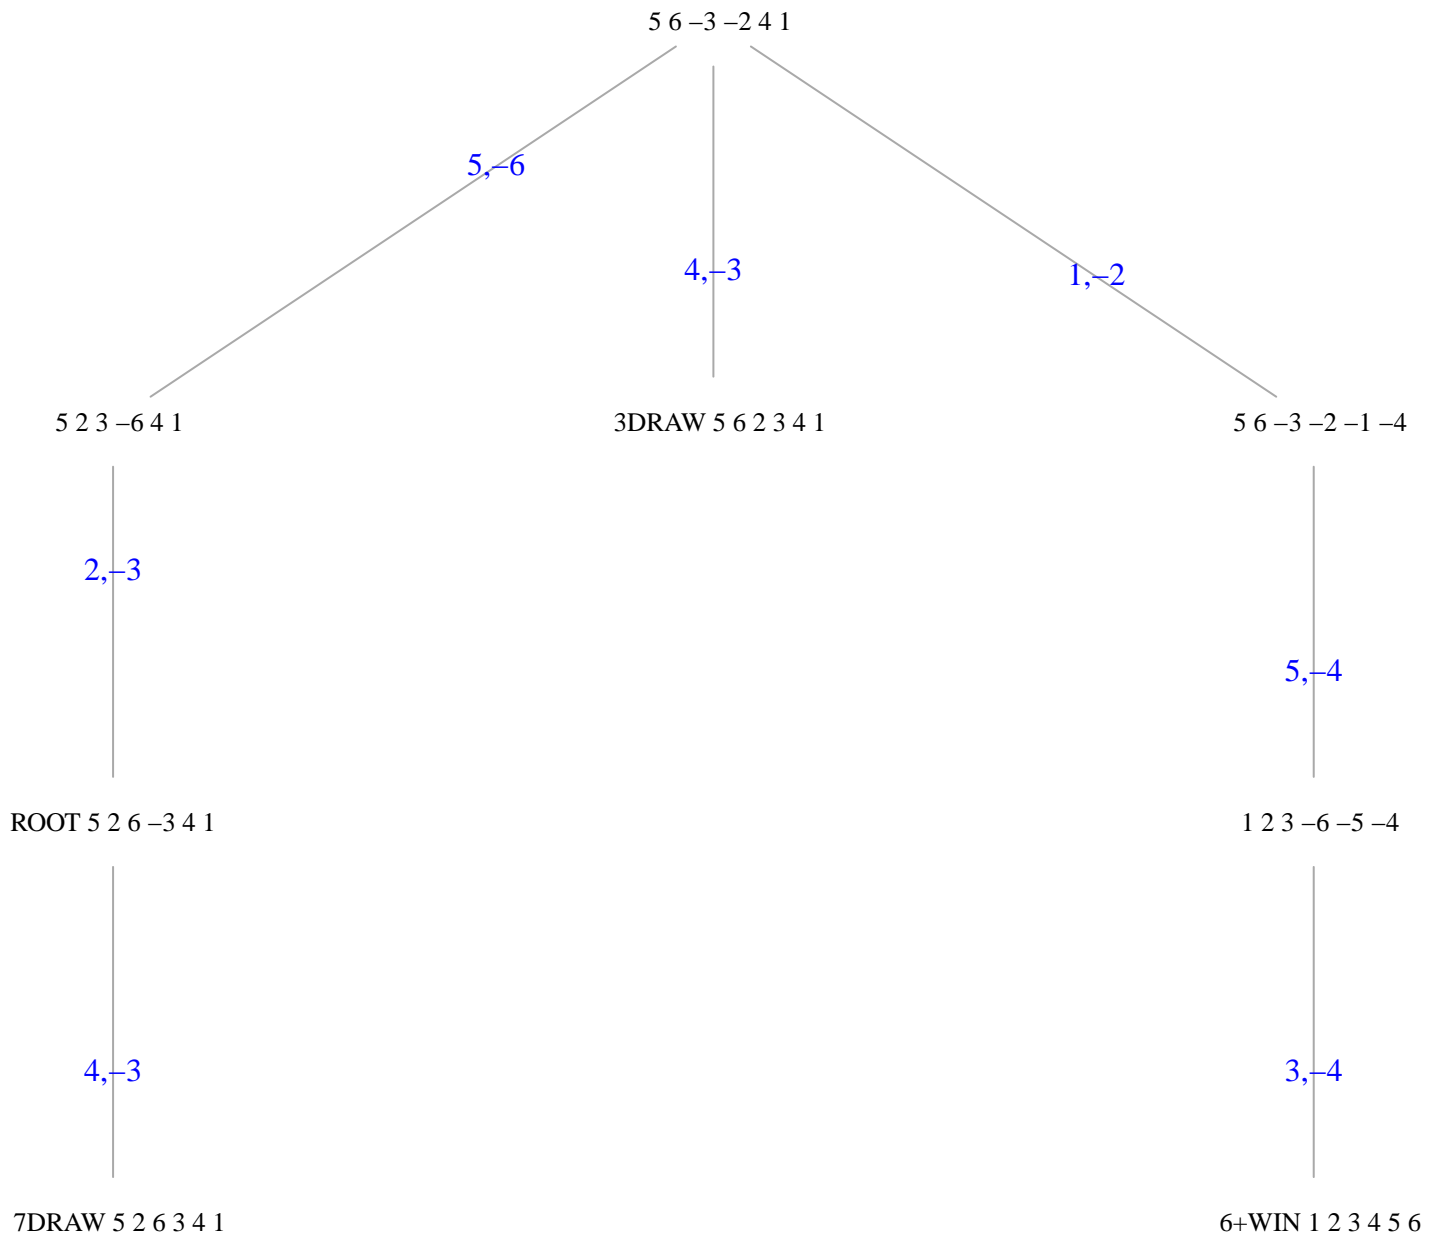 5 6 –3 –2 4 1
5,–6
4,–3
1,–2
5 2 3 –6 4 1
3DRAW 5 6 2 3 4 1
5 6 –3 –2 –1 –4
2,–3
5,–4
ROOT 5 2 6 –3 4 1
1 2 3 –6 –5 –4
4,–3
3,–4
7DRAW 5 2 6 3 4 1
6+WIN 1 2 3 4 5 6